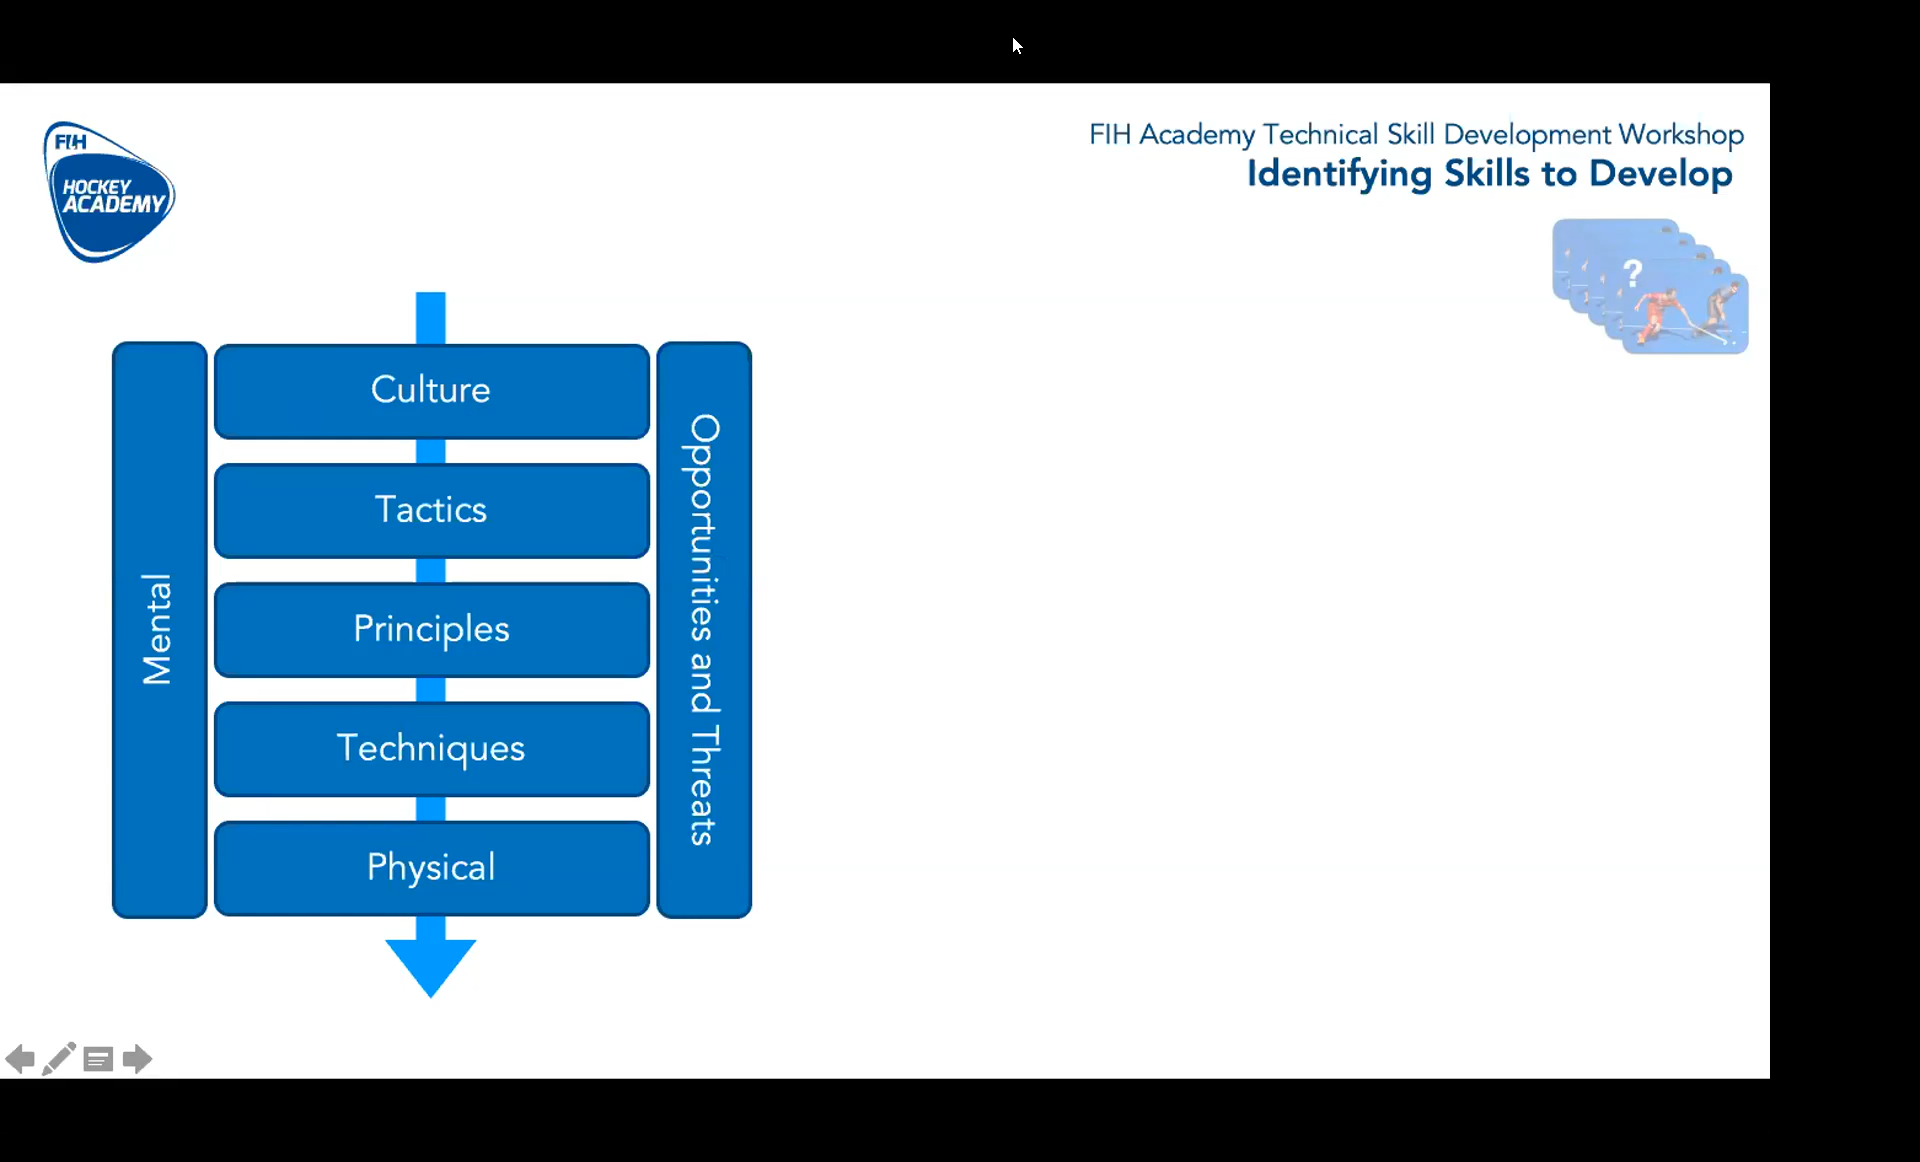 FIH
HOCKEY
ACADEMY
FIH Academy Technical Skill Development Workshop
Identifying Skills to Develop
?
Mental
Culture
Tactics
Principles
Techniques
Physical
Opportunities and Threats